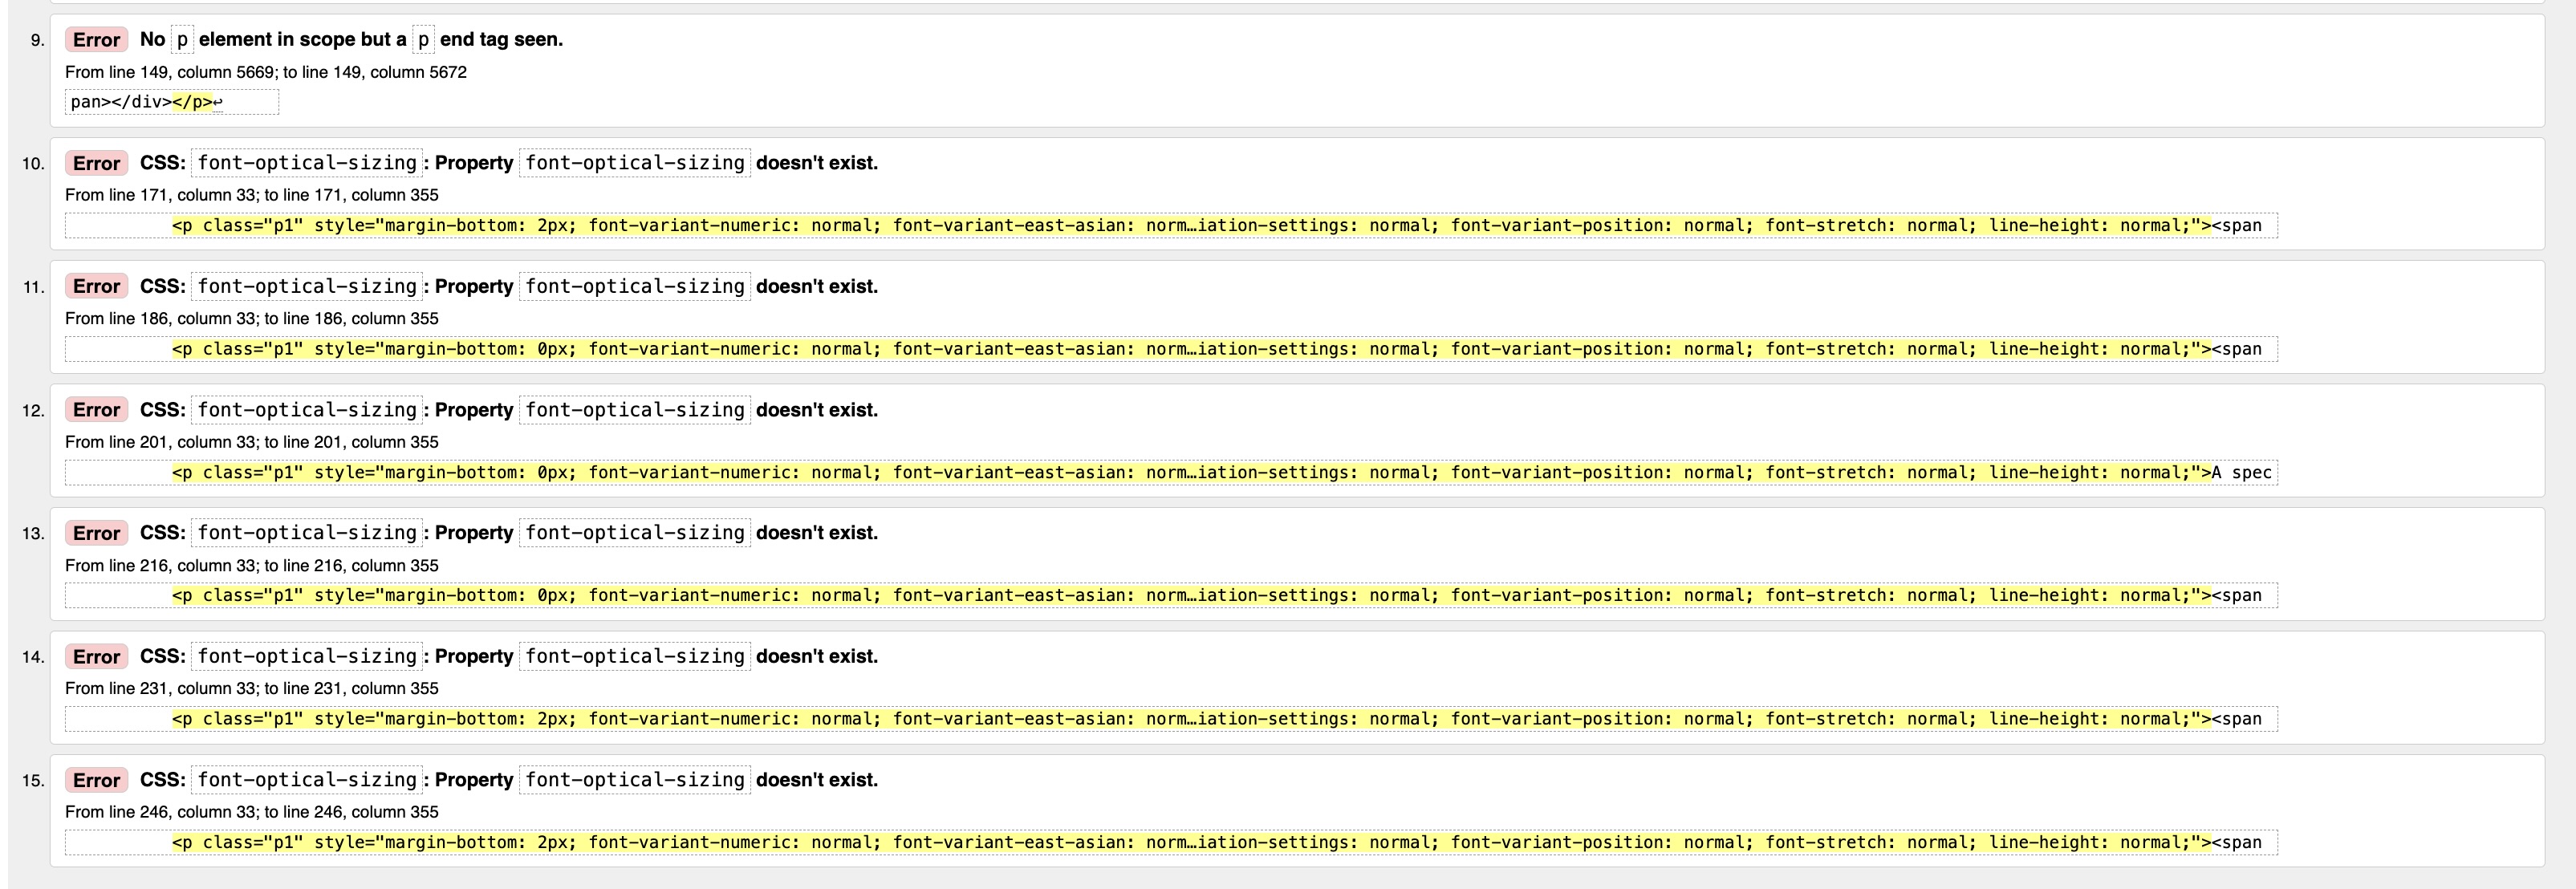 9. Error No p element in scope but a p end tag seen.
From line 149, column 5669; to line 149, column 5672
pan></div></p>↩
10. Error CSS: font-optical-sizing: Property font-optical-sizing doesn't exist.
From line 171, column 33; to line 171, column 355
<p class="p1" style="margin-bottom: 2px; font-variant-numeric: normal; font-variant-east-asian: norm…iation-settings: normal; font-variant-position: normal; font-stretch: normal; line-height: normal;"><span
11. Error CSS: font-optical-sizing: Property font-optical-sizing doesn't exist.
From line 186, column 33; to line 186, column 355
<p class="p1" style="margin-bottom: 0px; font-variant-numeric: normal; font-variant-east-asian: norm…iation-settings: normal; font-variant-position: normal; font-stretch: normal; line-height: normal;"><span
12. Error CSS: font-optical-sizing: Property font-optical-sizing doesn't exist.
From line 201, column 33; to line 201, column 355
<p class="p1" style="margin-bottom: 0px; font-variant-numeric: normal; font-variant-east-asian: norm…iation-settings: normal; font-variant-position: normal; font-stretch: normal; line-height: normal;">A spec
13. Error CSS: font-optical-sizing: Property font-optical-sizing doesn't exist.
From line 216, column 33; to line 216, column 355
<p class="p1" style="margin-bottom: 0px; font-variant-numeric: normal; font-variant-east-asian: norm…iation-settings: normal; font-variant-position: normal; font-stretch: normal; line-height: normal;"><span
14. Error CSS: font-optical-sizing: Property font-optical-sizing doesn't exist.
From line 231, column 33; to line 231, column 355
<p class="p1" style="margin-bottom: 2px; font-variant-numeric: normal; font-variant-east-asian: norm…iation-settings: normal; font-variant-position: normal; font-stretch: normal; line-height: normal;"><span
15. Error CSS: font-optical-sizing: Property font-optical-sizing doesn't exist.
From line 246, column 33; to line 246, column 355
<p class="p1" style="margin-bottom: 2px; font-variant-numeric: normal; font-variant-east-asian: norm…iation-settings: normal; font-variant-position: normal; font-stretch: normal; line-height: normal;"><span